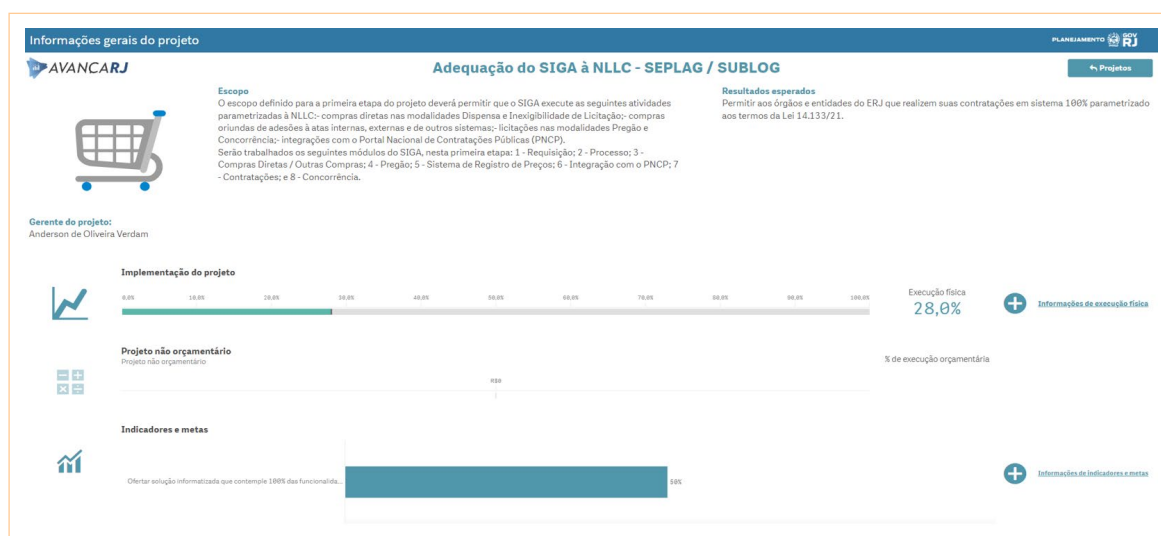 Informações gerais do projeto
PLANEJAMENTO GOV RJ
AVANCARJ
Adequação do SIGA à NLLC - SEPLAG / SUBLOG
Projetos
Escopo
O escopo definido para a primeira etapa do projeto deverá permitir que o SIGA execute as seguintes atividades
parametrizadas à NLLC:- compras diretas nas modalidades Dispensa e Inexigibilidade de Licitação;- compras
oriundas de adesões à atas internas, externas e de outros sistemas;- licitações nas modalidades Pregão e
Concorrência;- integrações com o Portal Nacional de Contratações Públicas (PNCP).
Serão trabalhados os seguintes módulos do SIGA, nesta primeira etapa: 1 - Requisição; 2 - Processo; 3 -
Compras Diretas / Outras Compras; 4 - Pregão; 5 - Sistema de Registro de Preços; 6 - Integração com o PNCP; 7
- Contratações; e 8 - Concorrência.
Resultados esperados
Permitir aos órgãos e entidades do ERJ que realizem suas contratações em sistema 100% parametrizado
aos termos da Lei 14.133/21.
Gerente do projeto:
Anderson de Oliveira Verdam
Implementação do projeto
0,0% 10,0% 20,0% 30,0% 40,0% 50,0% 60,0% 70,0% 80,0% 90,0% 100,0%
Execução física
28,0%
Informações de execução física
Projeto não orçamentário
Projeto não orçamentário
R$0
% de execução orçamentária
Indicadores e metas
Ofertar solução informatizada que contemple 100% das funcionalida...
50%
Informações de indicadores e metas